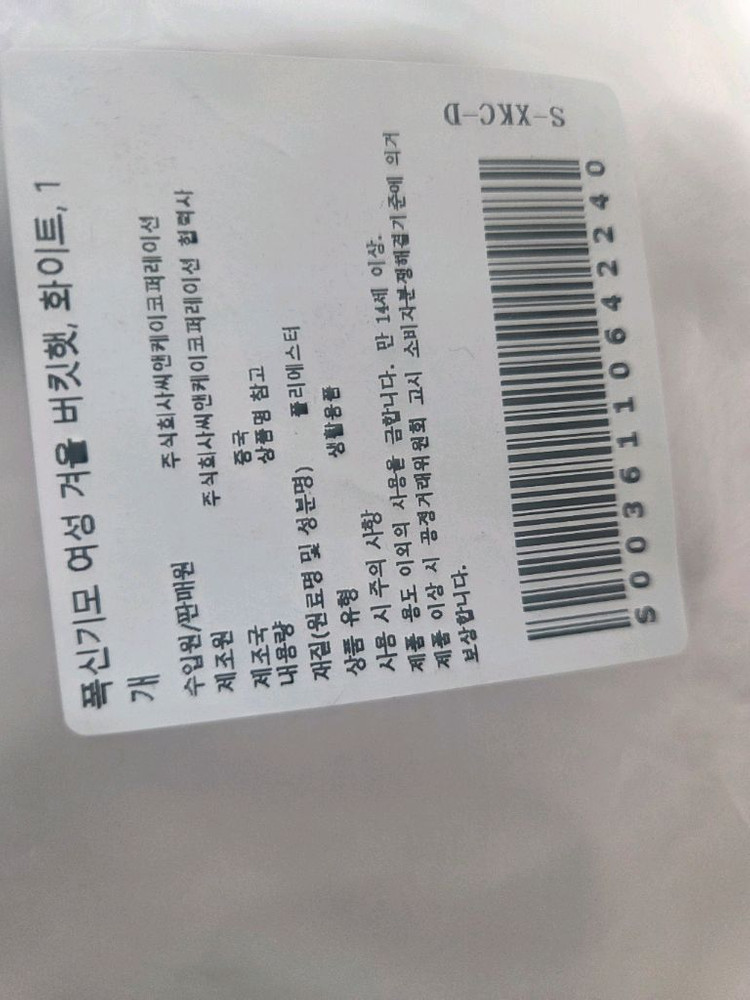 폭신기모 여성 겨울 버킷햇, 화이트, 1
개
수입원/판매원 주식회사씨앤케이코퍼레이션
제조원 주식회사씨앤케이코퍼레이션 협력사
제조국 중국
내용량 상품명 참고
재질(원료명 및 성분명) 폴리에스터
상품 유형 생활용품
사용 시 주의 사항
제품 용도 이외의 사용을 금합니다. 만 14세 이상.
제품 이상 시 공정거래위원회 고시 소비자분쟁해결기준에 의거
보상합니다.
S-XKC-D
S0036110642240